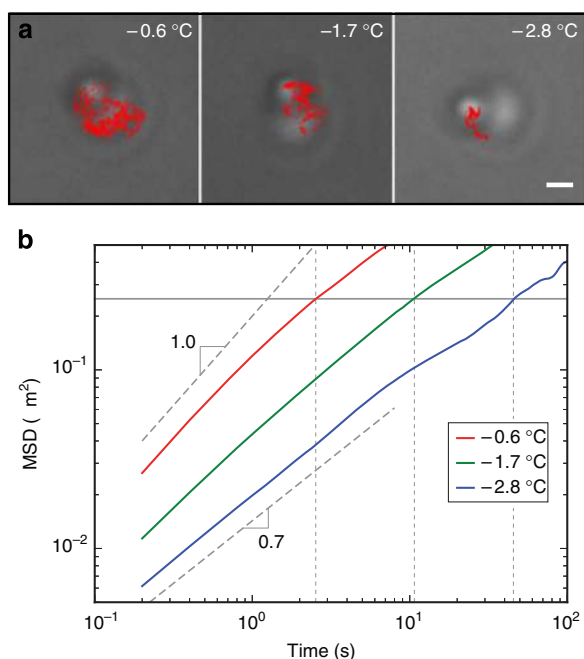 a
−0.6 °C
−1.7 °C
−2.8 °C
b
MSD ( m²)
10⁻¹
10⁻²
1.0
0.7
−0.6 °C
−1.7 °C
−2.8 °C
10⁻¹
10⁰
10¹
10²
Time (s)